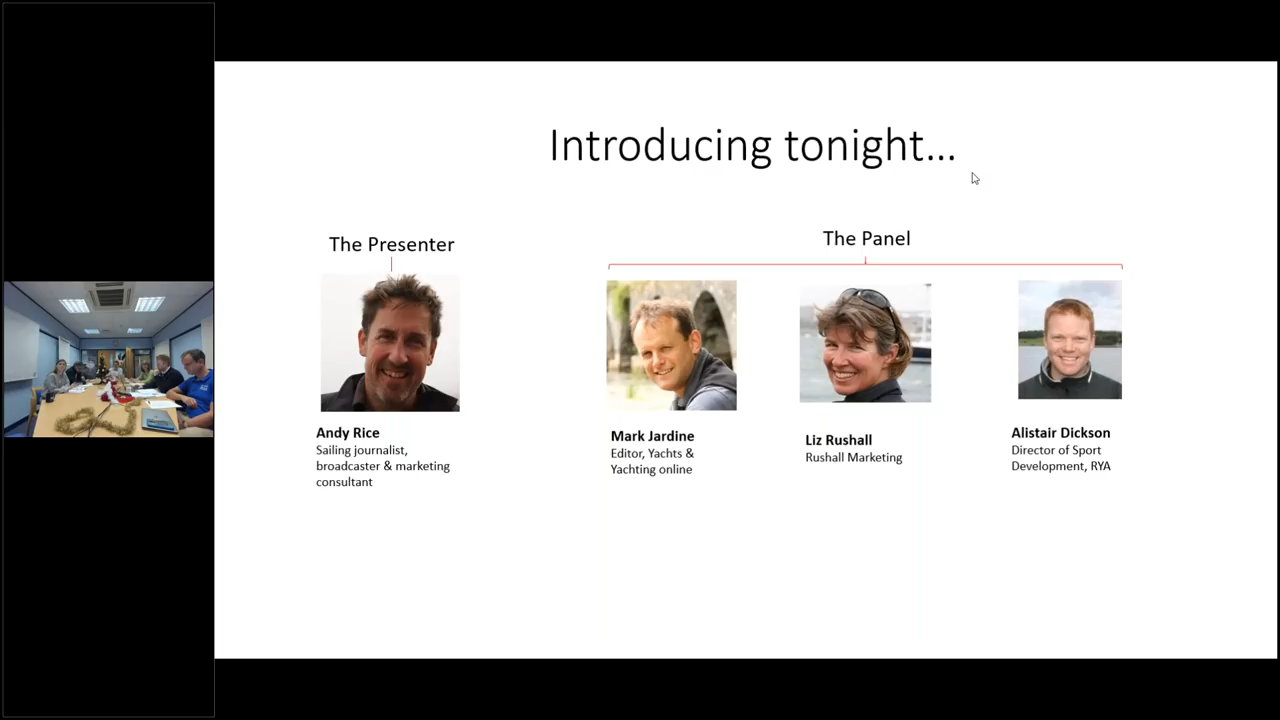 Introducing tonight...
The Presenter
The Panel
Andy Rice
Sailing journalist,
broadcaster & marketing
consultant
Mark Jardine
Editor, Yachts &
Yachting online
Liz Rushall
Rushall Marketing
Alistair Dickson
Director of Sport
Development, RYA